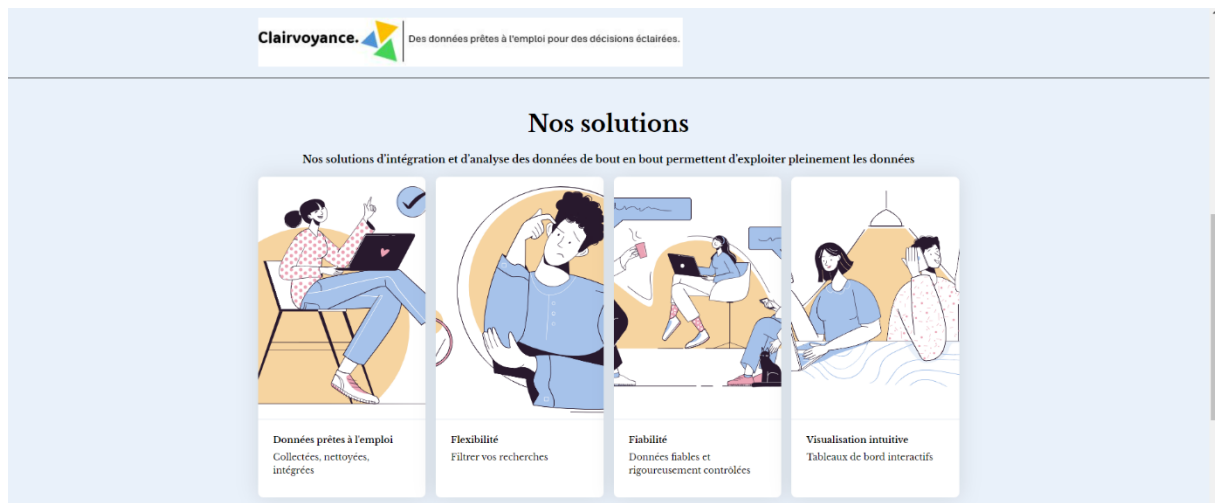 Clairvoyance.
Des données prêtes à l'emploi pour des décisions éclairées.
Nos solutions
Nos solutions d'intégration et d'analyse des données de bout en bout permettent d'exploiter pleinement les données
Données prêtes à l'emploi
Collectées, nettoyées,
intégrées
Flexibilité
Filtrer vos recherches
Fiabilité
Données fiables et
rigoureusement contrôlées
Visualisation intuitive
Tableaux de bord interactifs